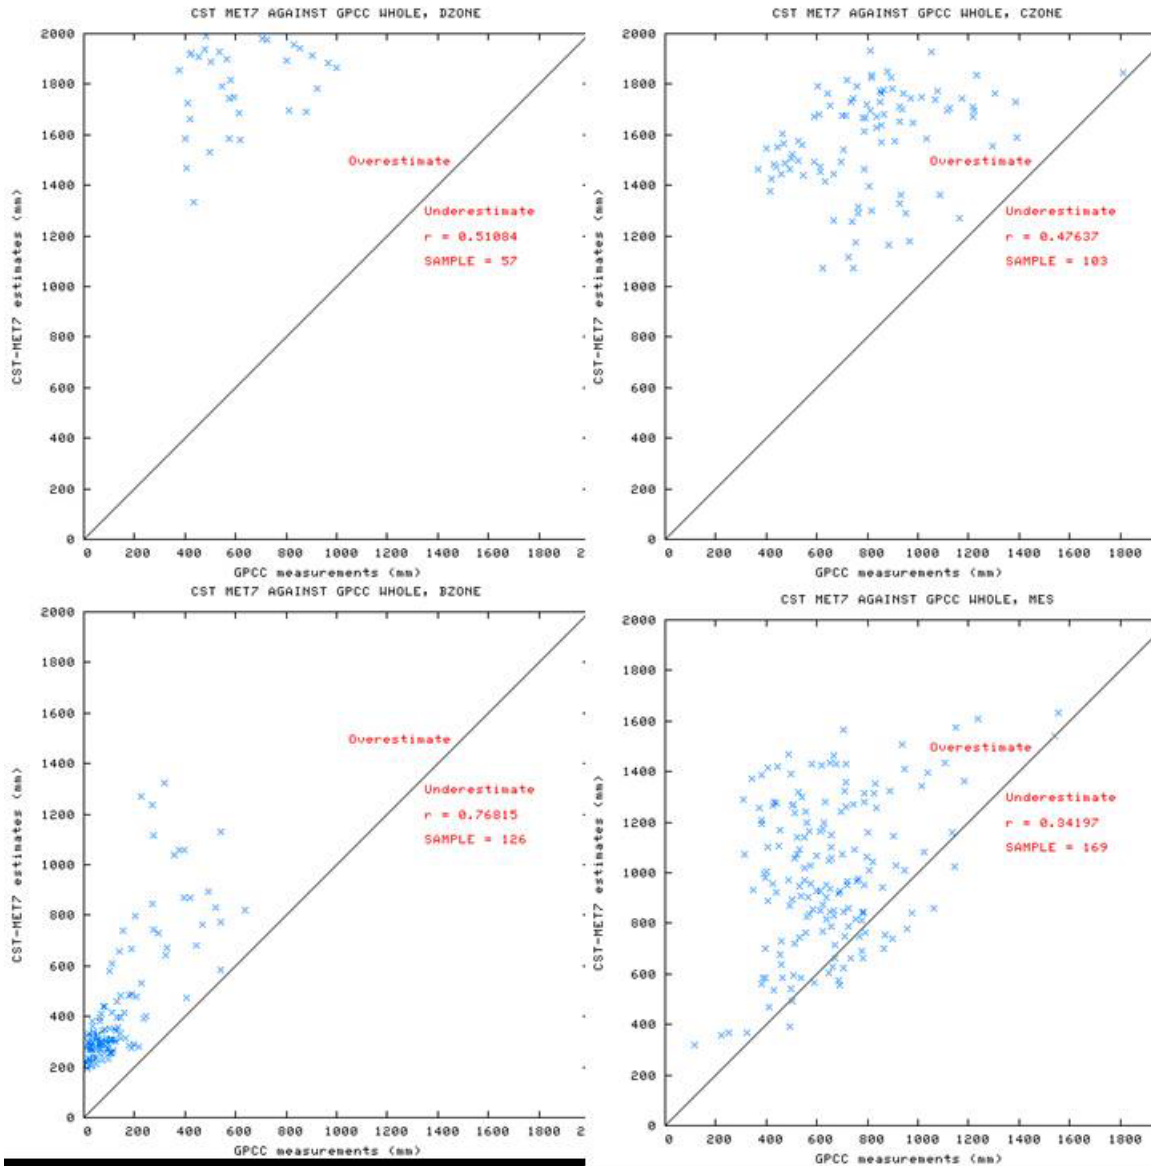 CST MET7 AGAINST GPCC WHOLE, DZONE
2000
1800
1600
1400
1200
1000
800
600
400
200
0
CST-MET7 estimates (mm)
Overestimate
Underestimate
r = 0.51084
SAMPLE = 57
0 200 400 600 800 1000 1200 1400 1600 1800 2
GPCC measurements (mm)
CST MET7 AGAINST GPCC WHOLE, CZONE
2000
1800
1600
1400
1200
1000
800
600
400
200
0
CST-MET7 estimates (mm)
Overestimate
Underestimate
r = 0.47637
SAMPLE = 103
0 200 400 600 800 1000 1200 1400 1600 1800
GPCC measurements (mm)
CST MET7 AGAINST GPCC WHOLE, BZONE
2000
1800
1600
1400
1200
1000
800
600
400
200
0
CST-MET7 estimates (mm)
Overestimate
Underestimate
r = 0.76815
SAMPLE = 126
0 200 400 600 800 1000 1200 1400 1600 1800 2
GPCC measurements (mm)
CST MET7 AGAINST GPCC WHOLE, MES
2000
1800
1600
1400
1200
1000
800
600
400
200
0
CST-MET7 estimates (mm)
Overestimate
Underestimate
r = 0.34197
SAMPLE = 169
0 200 400 600 800 1000 1200 1400 1600 1800
GPCC measurements (mm)